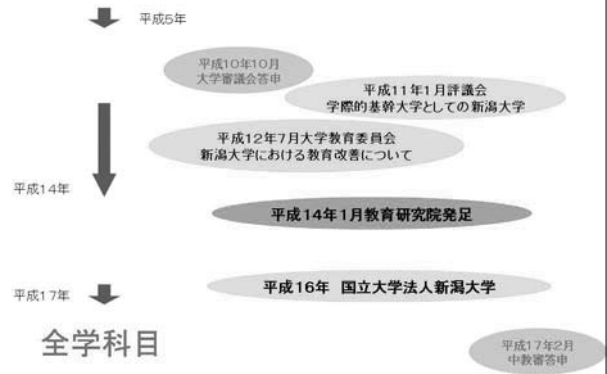 平成5年
平成10年10月
大学審議会答申
平成11年1月評議会
学際的基幹大学としての新潟大学
平成12年7月大学教育委員会
新潟大学における教育改善について
平成14年
平成14年1月教育研究院発足
平成16年 国立大学法人新潟大学
平成17年
全学科目
平成17年2月
中教審答申